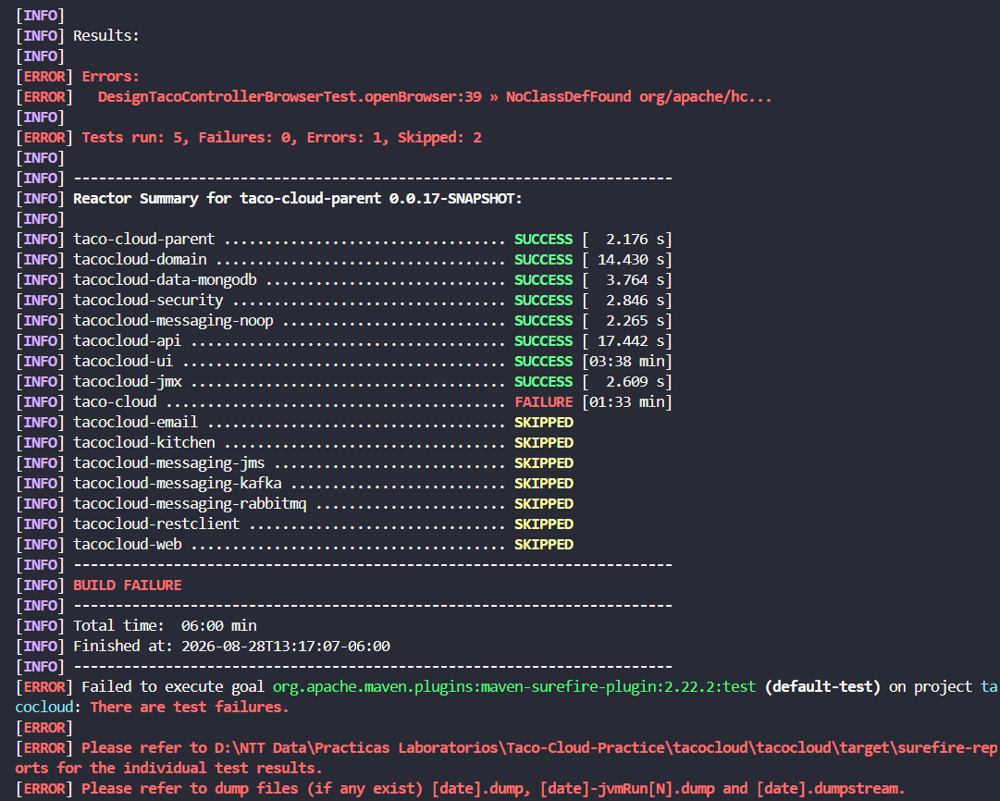 [INFO]
[INFO] Results:
[INFO]
[ERROR] Errors:
[ERROR]   DesignTacoControllerBrowserTest.openBrowser:39 » NoClassDefFound org/apache/hc...
[INFO]
[ERROR] Tests run: 5, Failures: 0, Errors: 1, Skipped: 2
[INFO]
[INFO] ------------------------------------------------------------------------
[INFO] Reactor Summary for taco-cloud-parent 0.0.17-SNAPSHOT:
[INFO]
[INFO] taco-cloud-parent .................................. SUCCESS [  2.176 s]
[INFO] tacocloud-domain ................................... SUCCESS [ 14.430 s]
[INFO] tacocloud-data-mongodb ............................. SUCCESS [  3.764 s]
[INFO] tacocloud-security ................................. SUCCESS [  2.846 s]
[INFO] tacocloud-messaging-noop ........................... SUCCESS [  2.265 s]
[INFO] tacocloud-api ...................................... SUCCESS [ 17.442 s]
[INFO] tacocloud-ui ....................................... SUCCESS [03:38 min]
[INFO] tacocloud-jmx ...................................... SUCCESS [  2.609 s]
[INFO] taco-cloud ......................................... FAILURE [01:33 min]
[INFO] tacocloud-email .................................... SKIPPED
[INFO] tacocloud-kitchen .................................. SKIPPED
[INFO] tacocloud-messaging-jms ............................ SKIPPED
[INFO] tacocloud-messaging-kafka .......................... SKIPPED
[INFO] tacocloud-messaging-rabbitmq ....................... SKIPPED
[INFO] tacocloud-restclient ............................... SKIPPED
[INFO] tacocloud-web ...................................... SKIPPED
[INFO] ------------------------------------------------------------------------
[INFO] BUILD FAILURE
[INFO] ------------------------------------------------------------------------
[INFO] Total time:  06:00 min
[INFO] Finished at: 2026-08-28T13:17:07-06:00
[INFO] ------------------------------------------------------------------------
[ERROR] Failed to execute goal org.apache.maven.plugins:maven-surefire-plugin:2.22.2:test (default-test) on project ta
cocloud: There are test failures.
[ERROR]
[ERROR] Please refer to D:\NTT Data\Practicas Laboratorios\Taco-Cloud-Practice\tacocloud\tacocloud\target\surefire-rep
orts for the individual test results.
[ERROR] Please refer to dump files (if any exist) [date].dump, [date]-jvmRun[N].dump and [date].dumpstream.